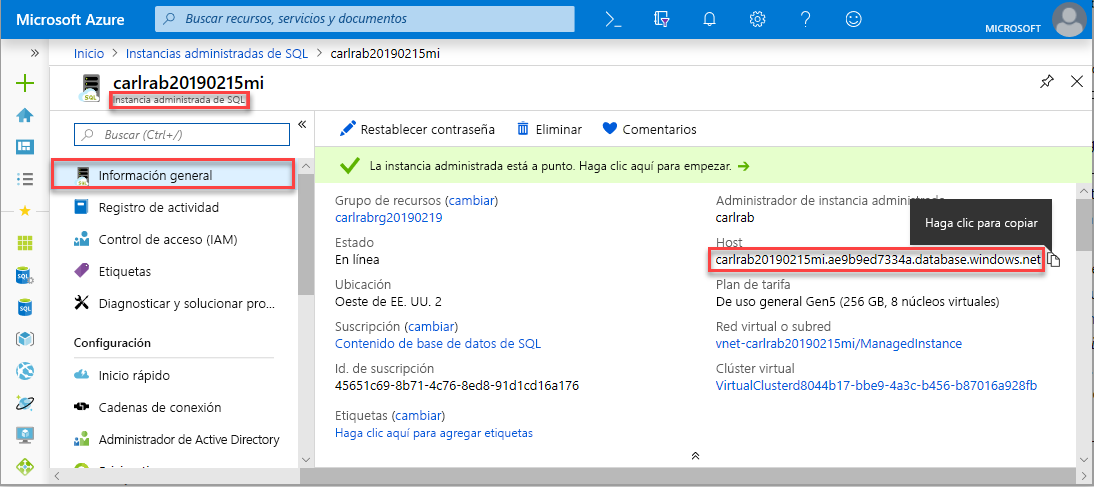 Microsoft Azure
Buscar recursos, servicios y documentos
MICROSOFT
Inicio > Instancias administradas de SQL > carlrab20190215mi
carlrab20190215mi
Instancia administrada de SQL
Buscar (Ctrl+/)
Información general
Registro de actividad
Control de acceso (IAM)
Etiquetas
Diagnosticar y solucionar pro...
Configuración
Inicio rápido
Cadenas de conexión
Administrador de Active Directory
Restablecer contraseña
Eliminar
Comentarios
La instancia administrada está a punto. Haga clic aquí para empezar.
Grupo de recursos (cambiar)
carlrabrg20190219
Estado
En línea
Ubicación
Oeste de EE. UU. 2
Suscripción (cambiar)
Contenido de base de datos de SQL
Id. de suscripción
45651c69-8b71-4c76-8ed8-91d1cd16a176
Etiquetas (cambiar)
Haga clic aquí para agregar etiquetas
Administrador de instancia administrada
carlrab
Haga clic para copiar
Host
carlrab20190215mi.ae9b9ed7334a.database.windows.net
Plan de tarifa
De uso general Gen5 (256 GB, 8 núcleos virtuales)
Red virtual o subred
vnet-carlrab20190215mi/ManagedInstance
Clúster virtual
VirtualClusterd8044b17-bbe9-4a3c-b456-b87016a928fb